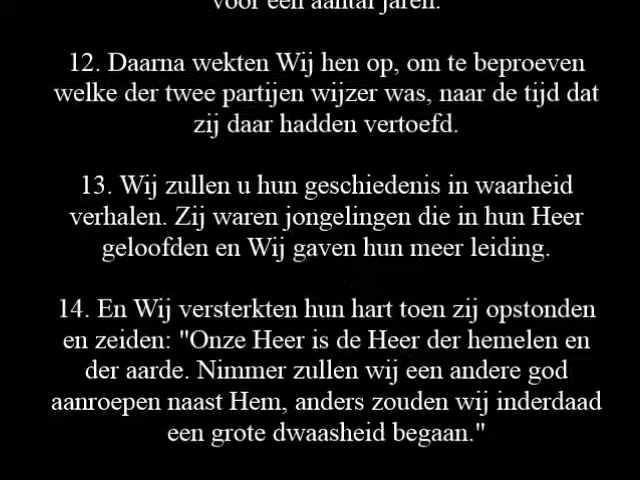 voor een aantal jaren.
12. Daarna wekten Wij hen op, om te beproeven
welke der twee partijen wijzer was, naar de tijd dat
zij daar hadden vertoefd.
13. Wij zullen u hun geschiedenis in waarheid
verhalen. Zij waren jongelingen die in hun Heer
geloofden en Wij gaven hun meer leiding.
14. En Wij versterkten hun hart toen zij opstonden
en zeiden: "Onze Heer is de Heer der hemelen en
der aarde. Nimmer zullen wij een andere god
aanroepen naast Hem, anders zouden wij inderdaad
een grote dwaasheid begaan."